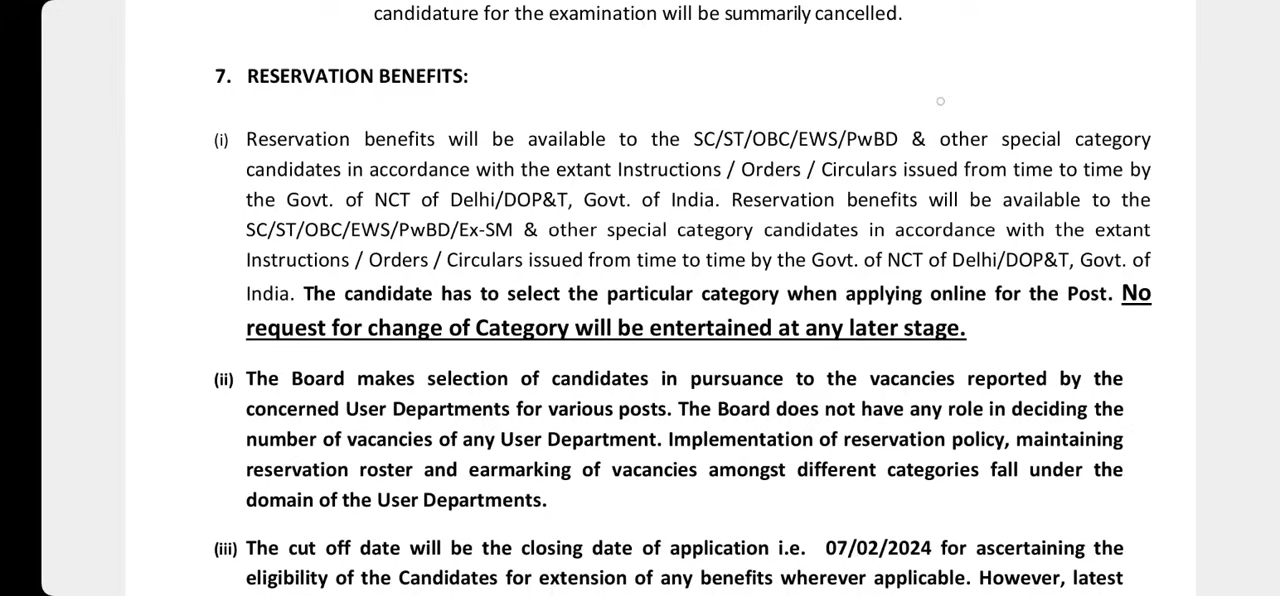 candidature for the examination will be summarily cancelled.
7. RESERVATION BENEFITS:
(i) Reservation benefits will be available to the SC/ST/OBC/EWS/PwBD & other special category
candidates in accordance with the extant Instructions / Orders / Circulars issued from time to time by
the Govt. of NCT of Delhi/DOP&T, Govt. of India. Reservation benefits will be available to the
SC/ST/OBC/EWS/PwBD/Ex-SM & other special category candidates in accordance with the extant
Instructions / Orders / Circulars issued from time to time by the Govt. of NCT of Delhi/DOP&T, Govt. of
India. The candidate has to select the particular category when applying online for the Post. No
request for change of Category will be entertained at any later stage.
(ii) The Board makes selection of candidates in pursuance to the vacancies reported by the
concerned User Departments for various posts. The Board does not have any role in deciding the
number of vacancies of any User Department. Implementation of reservation policy, maintaining
reservation roster and earmarking of vacancies amongst different categories fall under the
domain of the User Departments.
(iii) The cut off date will be the closing date of application i.e. 07/02/2024 for ascertaining the
eligibility of the Candidates for extension of any benefits wherever applicable. However, latest